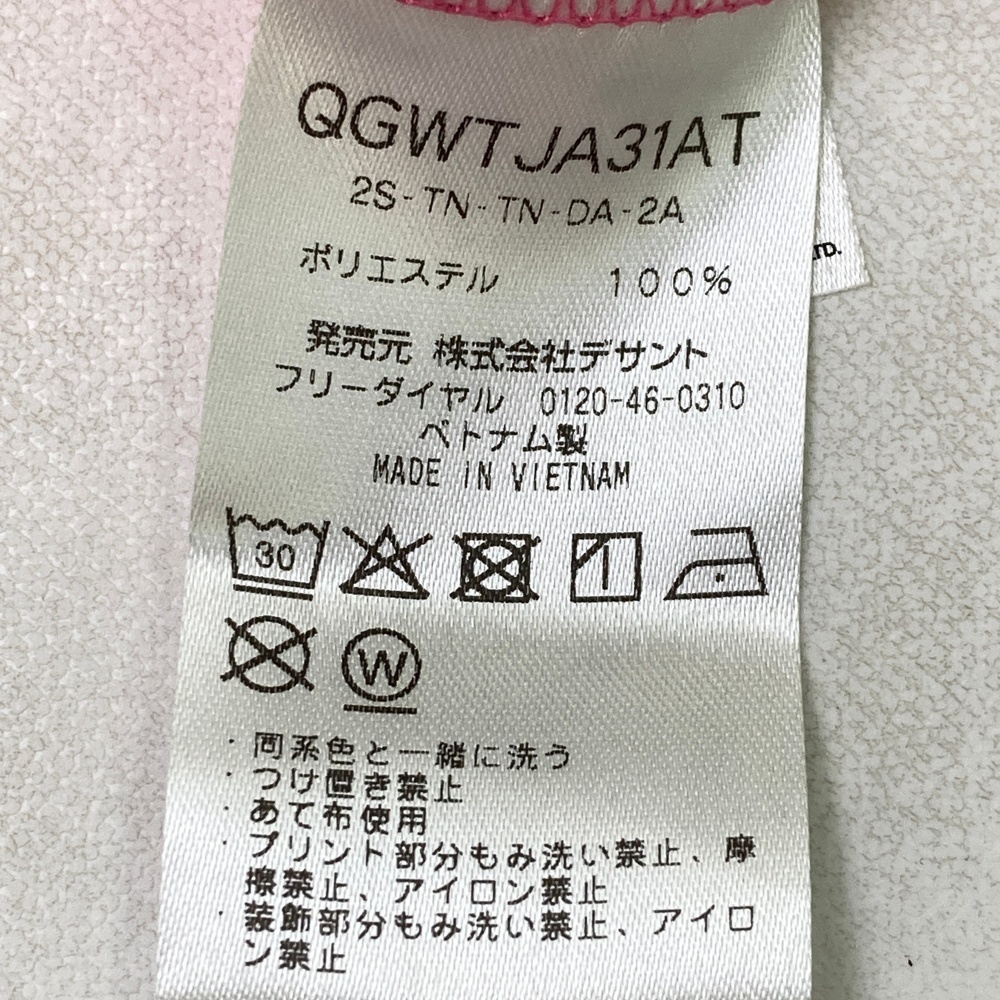 QGWTJA31AT
2S-TN-TN-DA-2A
ポリエステル 100%
LTD.
発売元 株式会社デサント
フリーダイヤル 0120-46-0310
ベトナム製
MADE IN VIETNAM
30
W
・同系色と一緒に洗う
・つけ置き禁止
・あて布使用
・プリント部分もみ洗い禁止、摩
擦禁止、アイロン禁止
・装飾部分もみ洗い禁止、アイロ
ン禁止